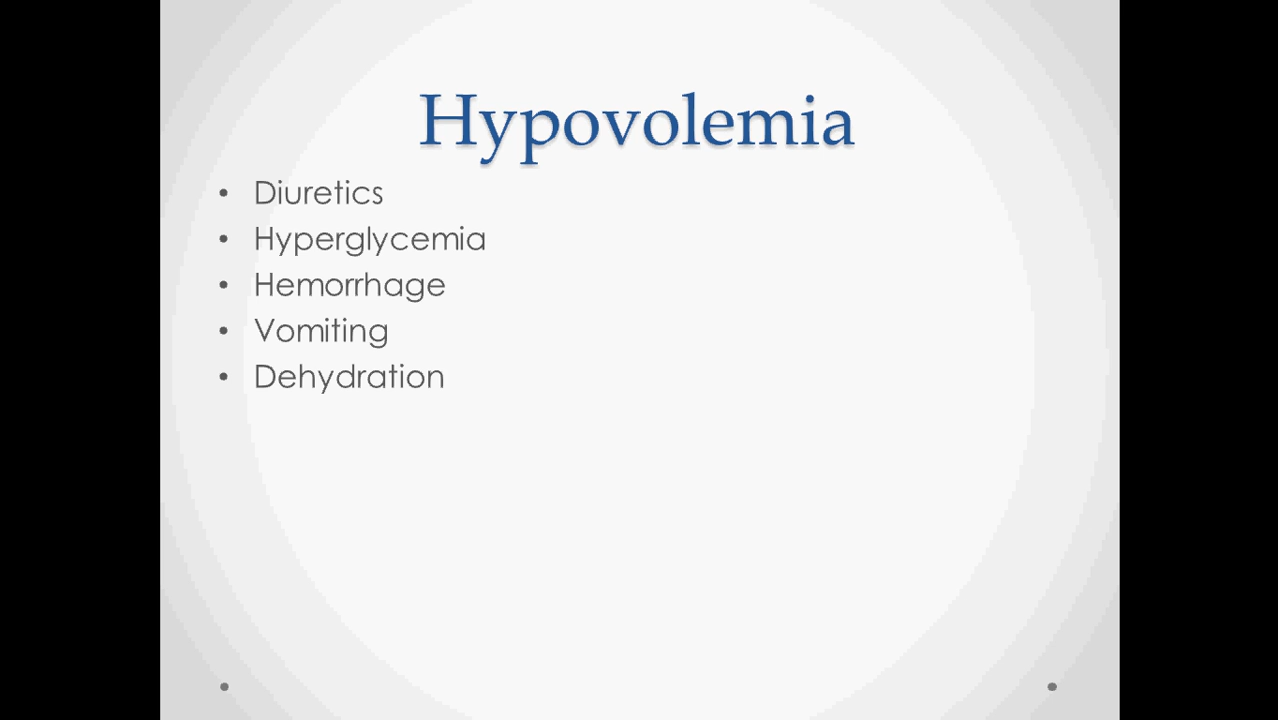 Hypovolemia
• Diuretics
• Hyperglycemia
• Hemorrhage
• Vomiting
• Dehydration